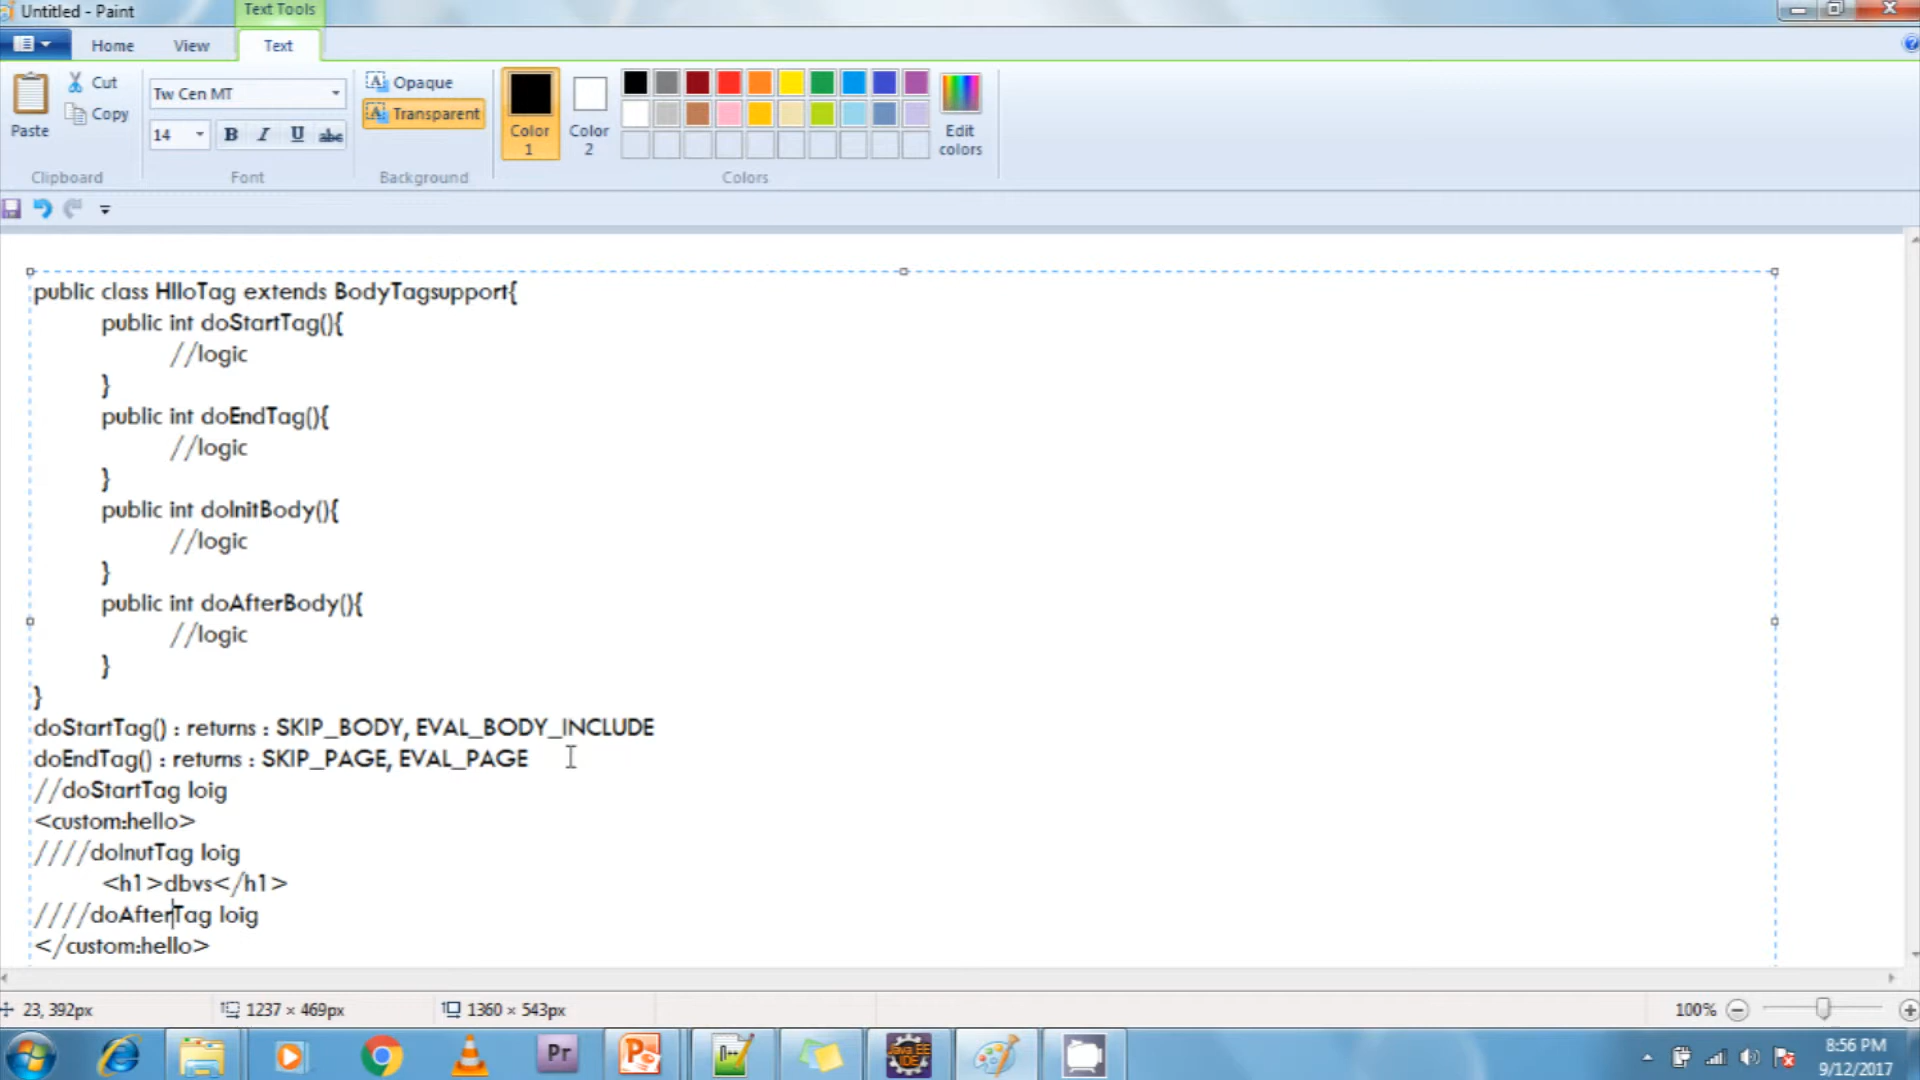 Untitled - Paint
Text Tools
Home
View
Text
Paste
Cut
Copy
Clipboard
Tw Cen MT
14
B I U abc
Font
Opaque
Transparent
Background
Color
1
Color
2
Edit
colors
Colors
public class HlloTag extends BodyTagsupport{
public int doStartTag(){
//logic
}
public int doEndTag(){
//logic
}
public int doInitBody(){
//logic
}
public int doAfterBody(){
//logic
}
}
doStartTag() : returns : SKIP_BODY, EVAL_BODY_INCLUDE
doEndTag() : returns : SKIP_PAGE, EVAL_PAGE
//doStartTag loig
<custom:hello>
////doInutTag loig
<h1>dbvs</h1>
////doAfterTag loig
</custom:hello>
23, 392px
1237 × 469px
1360 × 543px
100%
Pr
Java EE
IDE
8:56 PM
9/12/2017